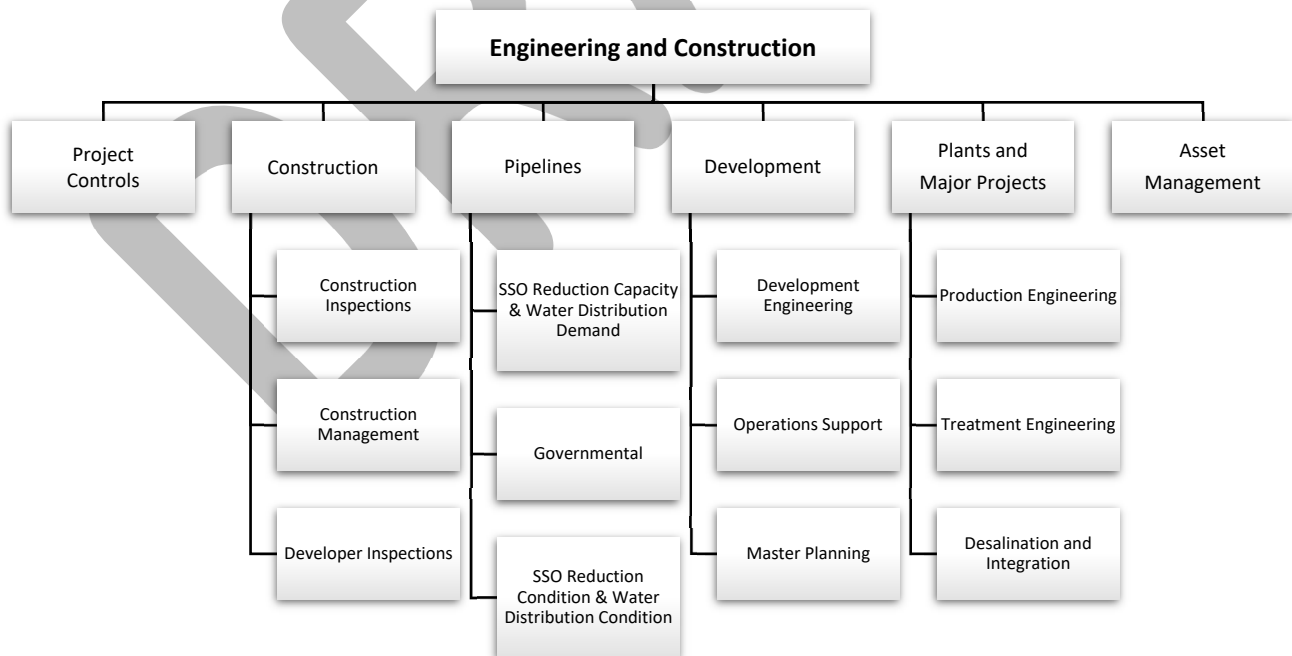 Engineering and Construction
Project
Controls
Construction
Pipelines
Development
Plants and
Major Projects
Asset
Management
Construction
Inspections
Construction
Management
Developer Inspections
SSO Reduction Capacity
& Water Distribution
Demand
Governmental
SSO Reduction
Condition & Water
Distribution Condition
Development
Engineering
Operations Support
Master Planning
Production Engineering
Treatment Engineering
Desalination and
Integration